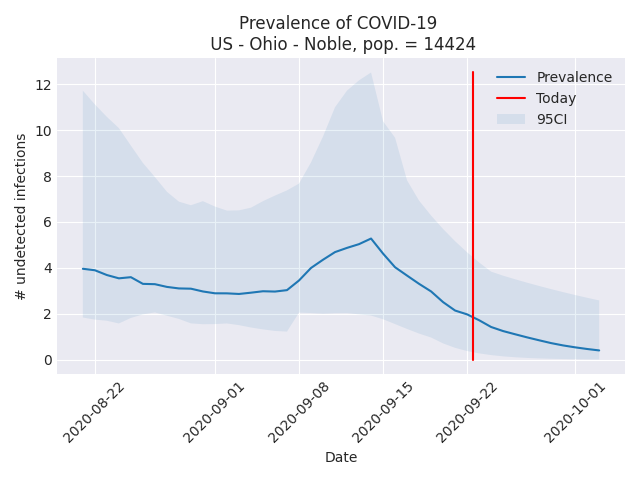 Prevalence of COVID-19
US - Ohio - Noble, pop. = 14424
# undetected infections
12
10
8
6
4
2
0
Prevalence
Today
95CI
2020-08-22
2020-09-01
2020-09-08
2020-09-15
2020-09-22
2020-10-01
Date